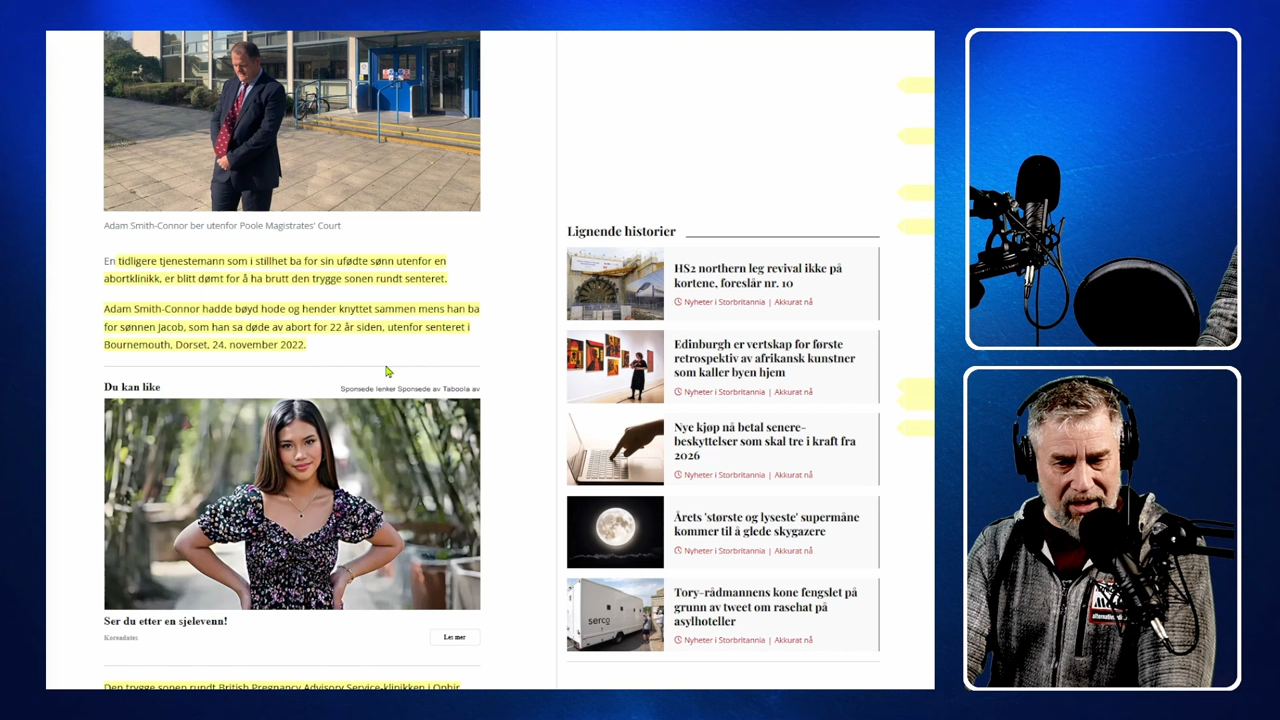 Adam Smith-Connor ber utenfor Poole Magistrates' Court
En tidligere tjenestemann som i stillhet ba for sin ufødte sønn utenfor en
abortklinikk, er blitt dømt for å ha brutt den trygge sonen rundt senteret.
Adam Smith-Connor hadde bøyd hode og hender knyttet sammen mens han ba
for sønnen Jacob, som han sa døde av abort for 22 år siden, utenfor senteret i
Bournemouth, Dorset, 24. november 2022.
Du kan like
Sponsede lenker Sponsede av Taboola av
Ser du etter en sjelevenn!
Koreandates
Les mer
Den trygge sonen rundt British Pregnancy Advisory Service-klinikken i Ophir
Lignende historier
HS2 northern leg revival ikke på
kortene, foreslår nr. 10
Nyheter i Storbritannia | Akkurat nå
Edinburgh er vertskap for første
retrospektiv av afrikansk kunstner
som kaller byen hjem
Nyheter i Storbritannia | Akkurat nå
Nye kjøp nå betal senere-
beskyttelser som skal tre i kraft fra
2026
Nyheter i Storbritannia | Akkurat nå
Årets 'største og lyseste' supermåne
kommer til å glede skygazere
Nyheter i Storbritannia | Akkurat nå
serco
Tory-rådmannens kone fengslet på
grunn av tweet om rasehat på
asylhoteller
Nyheter i Storbritannia | Akkurat nå